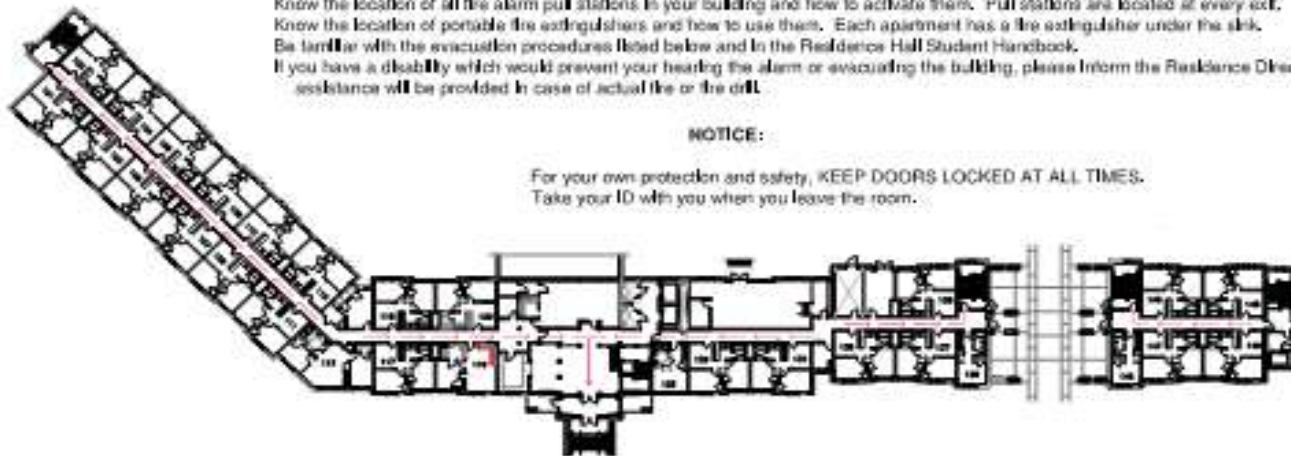 Know the location of all fire alarm pull stations in your building and how to activate them. Pull stations are located at every exit.
Know the location of portable fire extinguishers and how to use them. Each apartment has a fire extinguisher under the sink.
Be familiar with the evacuation procedures listed below and in the Residence Hall Student Handbook.
If you have a disability which would prevent your hearing the alarm or evacuating the building, please inform the Residence Direc
assistance will be provided in case of actual fire or fire drill.
NOTICE:
For your own protection and safety, KEEP DOORS LOCKED AT ALL TIMES.
Take your ID with you when you leave the room.